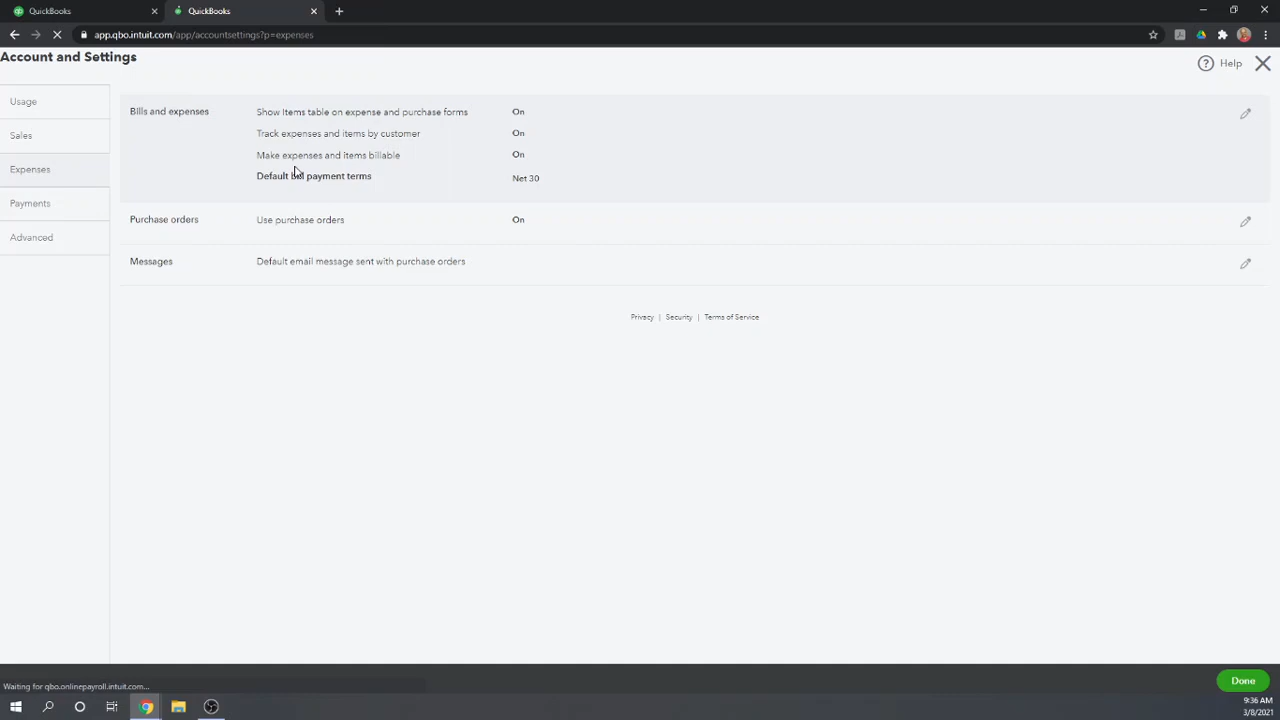 QuickBooks
QuickBooks
app.qbo.intuit.com/app/accountsettings?p=expenses
Account and Settings
Help
Usage
Sales
Expenses
Payments
Advanced
Bills and expenses
Show Items table on expense and purchase forms On
Track expenses and items by customer On
Make expenses and items billable On
Default bill payment terms Net 30
Purchase orders Use purchase orders On
Messages Default email message sent with purchase orders
Privacy | Security | Terms of Service
Done
Waiting for qbo.onlinepayroll.intuit.com...
9:36 AM
3/8/2021